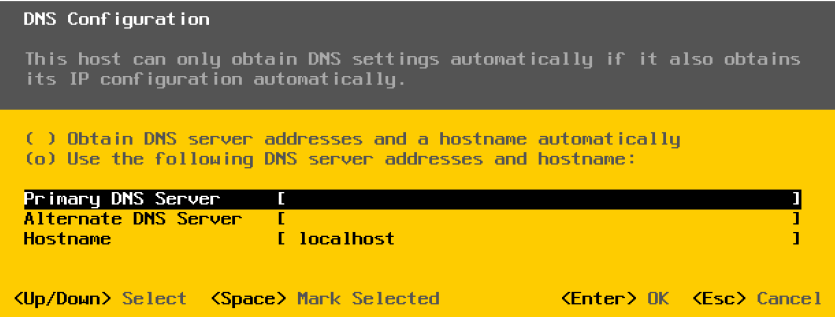 DNS Configuration
This host can only obtain DNS settings automatically if it also obtains
its IP configuration automatically.
( ) Obtain DNS server addresses and a hostname automatically
(o) Use the following DNS server addresses and hostname:
Primary DNS Server [ ]
Alternate DNS Server [ ]
Hostname [ localhost ]
<Up/Down> Select <Space> Mark Selected <Enter> OK <Esc> Cancel